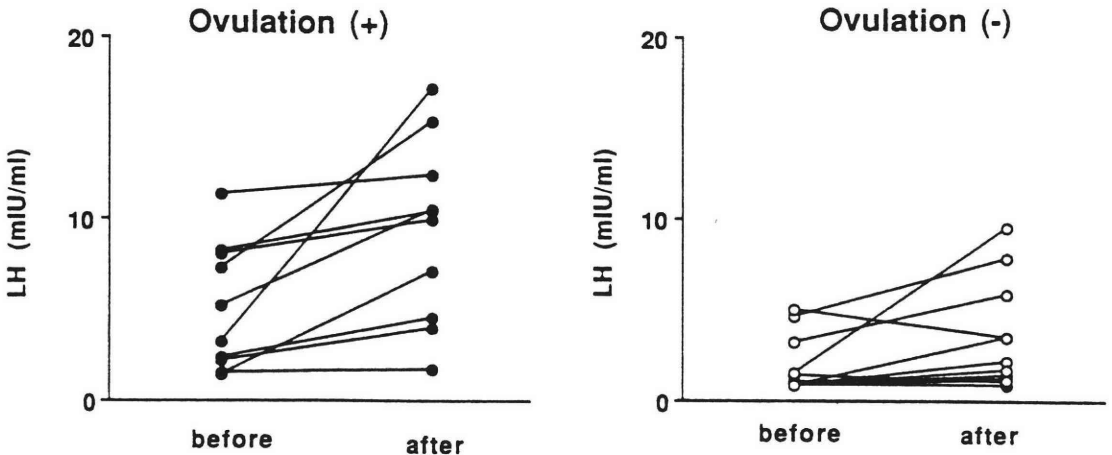 Ovulation (+)
20
10
0
LH (mIU/ml)
before
after
Ovulation (-)
20
10
0
LH (mIU/ml)
before
after